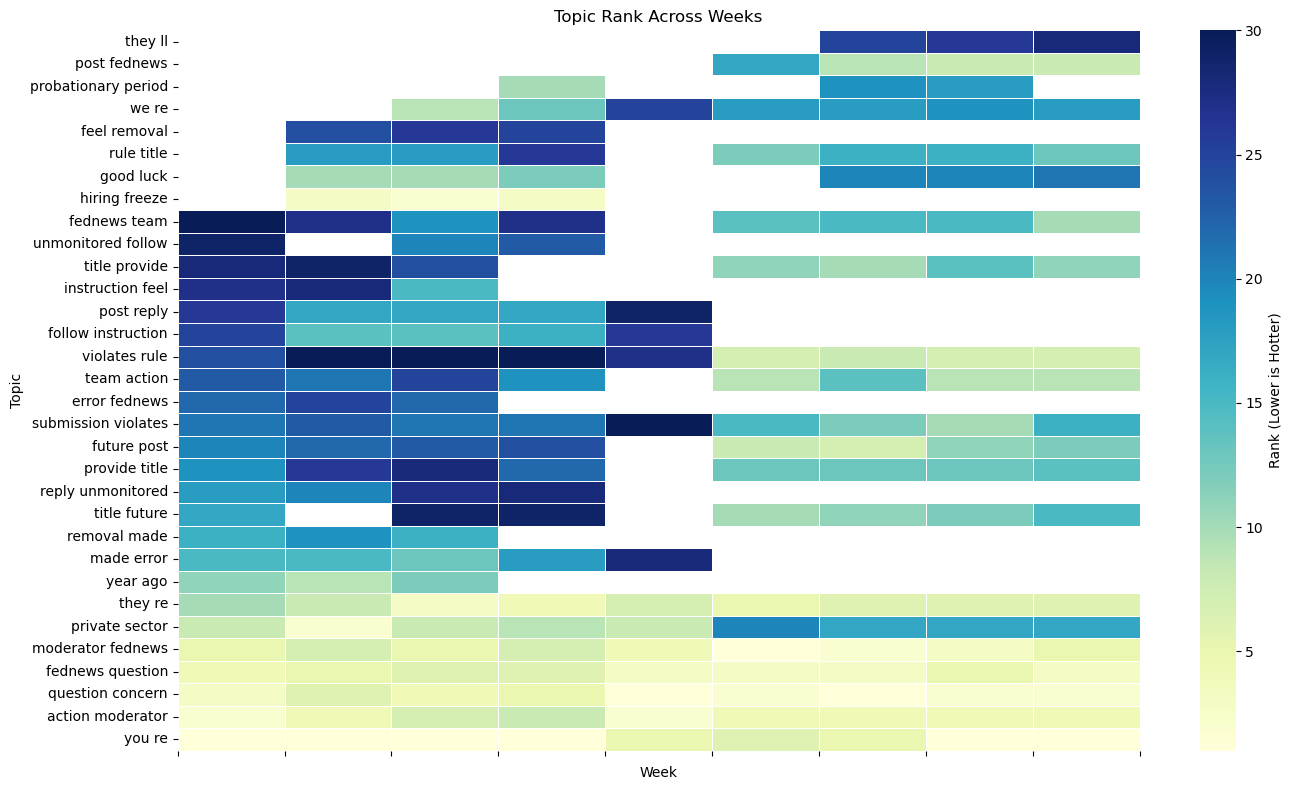 Topic Rank Across Weeks
they ll
post fednews
probationary period
we re
feel removal
rule title
good luck
hiring freeze
fednews team
unmonitored follow
title provide
instruction feel
post reply
follow instruction
violates rule
team action
error fednews
submission violates
future post
provide title
reply unmonitored
title future
removal made
made error
year ago
they re
private sector
moderator fednews
fednews question
question concern
action moderator
you re
Topic
Week
30
25
20
15
10
5
Rank (Lower is Hotter)